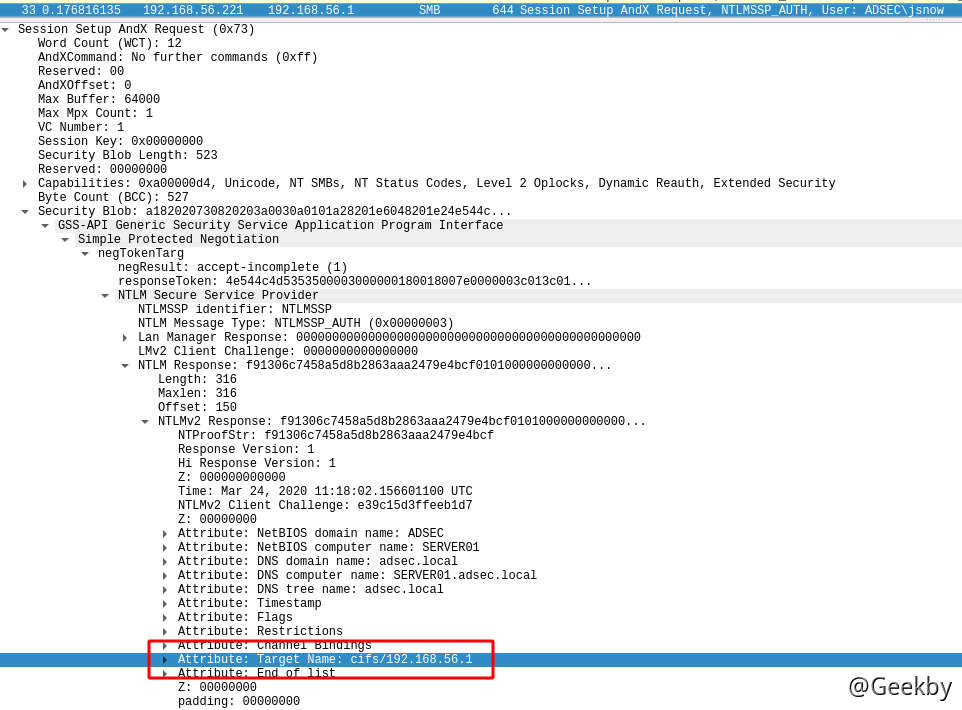 33 0.176816135 192.168.56.221 192.168.56.1 SMB 644 Session Setup AndX Request, NTLMSSP_AUTH, User: ADSEC\jsnow
Session Setup AndX Request (0x73)
Word Count (WCT): 12
AndXCommand: No further commands (0xff)
Reserved: 00
AndXOffset: 0
Max Buffer: 64000
Max Mpx Count: 1
VC Number: 1
Session Key: 0x00000000
Security Blob Length: 523
Reserved: 00000000
Capabilities: 0xa00000d4, Unicode, NT SMBs, NT Status Codes, Level 2 Oplocks, Dynamic Reauth, Extended Security
Byte Count (BCC): 527
Security Blob: a182020730820203a0030a0101a28201e6048201e24e544c...
GSS-API Generic Security Service Application Program Interface
Simple Protected Negotiation
negTokenTarg
negResult: accept-incomplete (1)
responseToken: 4e544c4d5353500003000000180018007e0000003c013c01...
NTLM Secure Service Provider
NTLMSSP identifier: NTLMSSP
NTLM Message Type: NTLMSSP_AUTH (0x00000003)
Lan Manager Response: 000000000000000000000000000000000000000000000000
LMv2 Client Challenge: 0000000000000000
NTLM Response: f91306c7458a5d8b2863aaa2479e4bcf0101000000000000...
Length: 316
Maxlen: 316
Offset: 150
NTLMv2 Response: f91306c7458a5d8b2863aaa2479e4bcf0101000000000000...
NTProofStr: f91306c7458a5d8b2863aaa2479e4bcf
Response Version: 1
Hi Response Version: 1
Z: 000000000000
Time: Mar 24, 2020 11:18:02.156601100 UTC
NTLMv2 Client Challenge: e39c15d3ffeeb1d7
Z: 00000000
Attribute: NetBIOS domain name: ADSEC
Attribute: NetBIOS computer name: SERVER01
Attribute: DNS domain name: adsec.local
Attribute: DNS computer name: SERVER01.adsec.local
Attribute: DNS tree name: adsec.local
Attribute: Timestamp
Attribute: Flags
Attribute: Restrictions
Attribute: Channel Bindings
Attribute: Target Name: cifs/192.168.56.1
Attribute: End of list
Z: 00000000
padding: 00000000
@Geekby